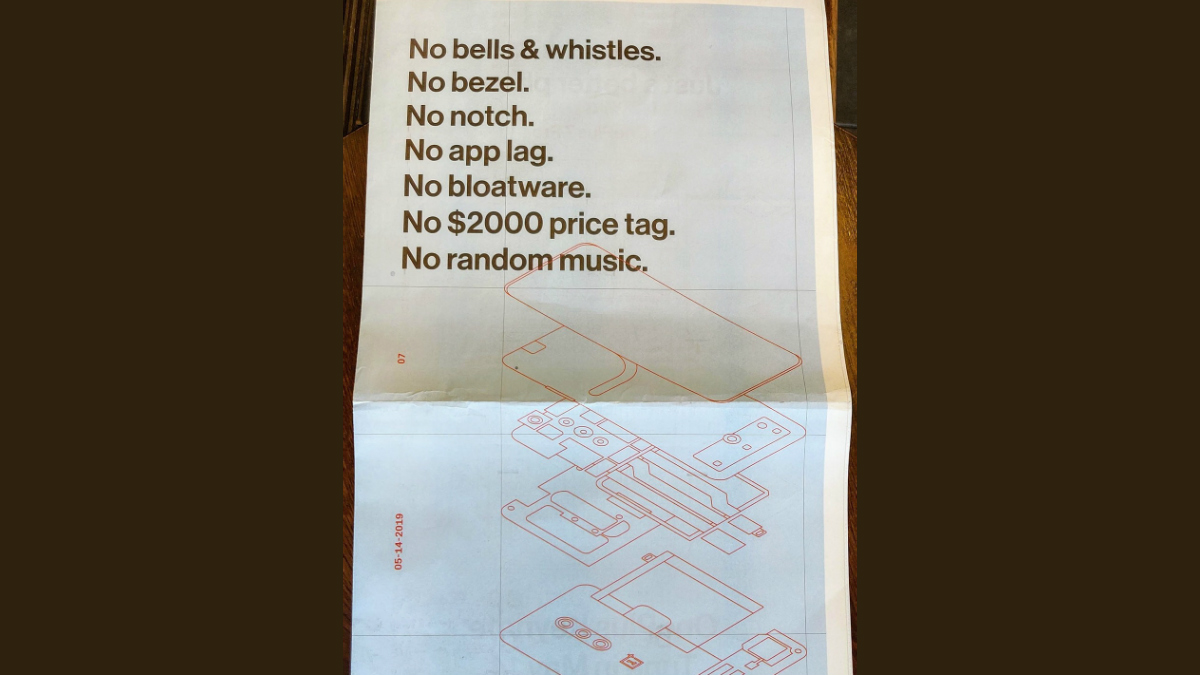 No bells & whistles.
No bezel.
No notch.
No app lag.
No bloatware.
No $2000 price tag.
No random music.
07
05-14-2019